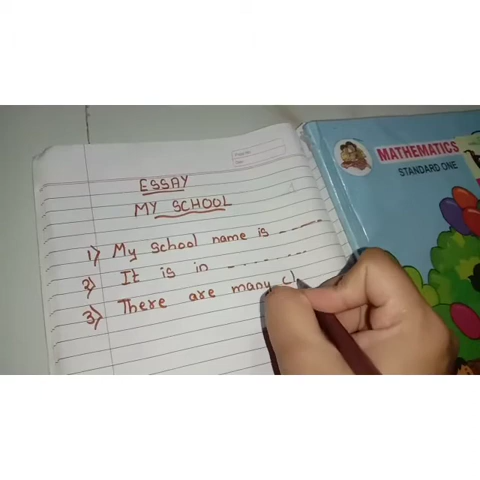 ESSAY
MY SCHOOL
1) My school name is ------
2) It is in ------
3) There are many cl
MATHEMATICS
STANDARD ONE